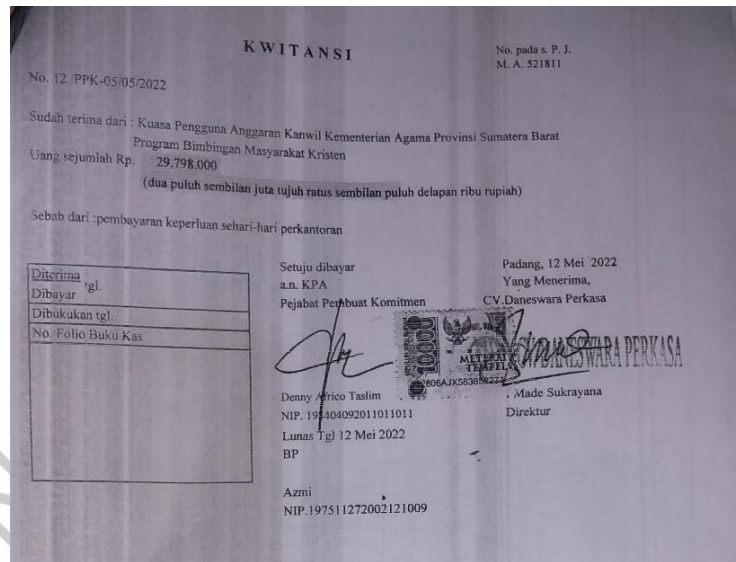 KWITANSI
No. pada s. P. J.
M. A. 521811
No. 12 /PPK-05/05/2022
Sudah terima dari : Kuasa Pengguna Anggaran Kanwil Kementerian Agama Provinsi Sumatera Barat
Program Bimbingan Masyarakat Kristen
Uang sejumlah Rp. 29.798.000
(dua puluh sembilan juta tujuh ratus sembilan puluh delapan ribu rupiah)
Sebab dari :pembayaran keperluan sehari-hari perkantoran
Diterima
tgl.
Dibayar
Dibukukan tgl.
No. Folio Buku Kas
Setuju dibayar
a.n. KPA
Pejabat Pembuat Komitmen
Denny Africo Taslim
NIP. 198404092011011011
Lunas Tgl 12 Mei 2022
BP
Azmi
NIP.197511272002121009
Padang, 12 Mei 2022
Yang Menerima,
CV.Daneswara Perkasa
10000
METERAI
TEMPEL
CV.DANESWARA PERKASA
. Made Sukrayana
Direktur